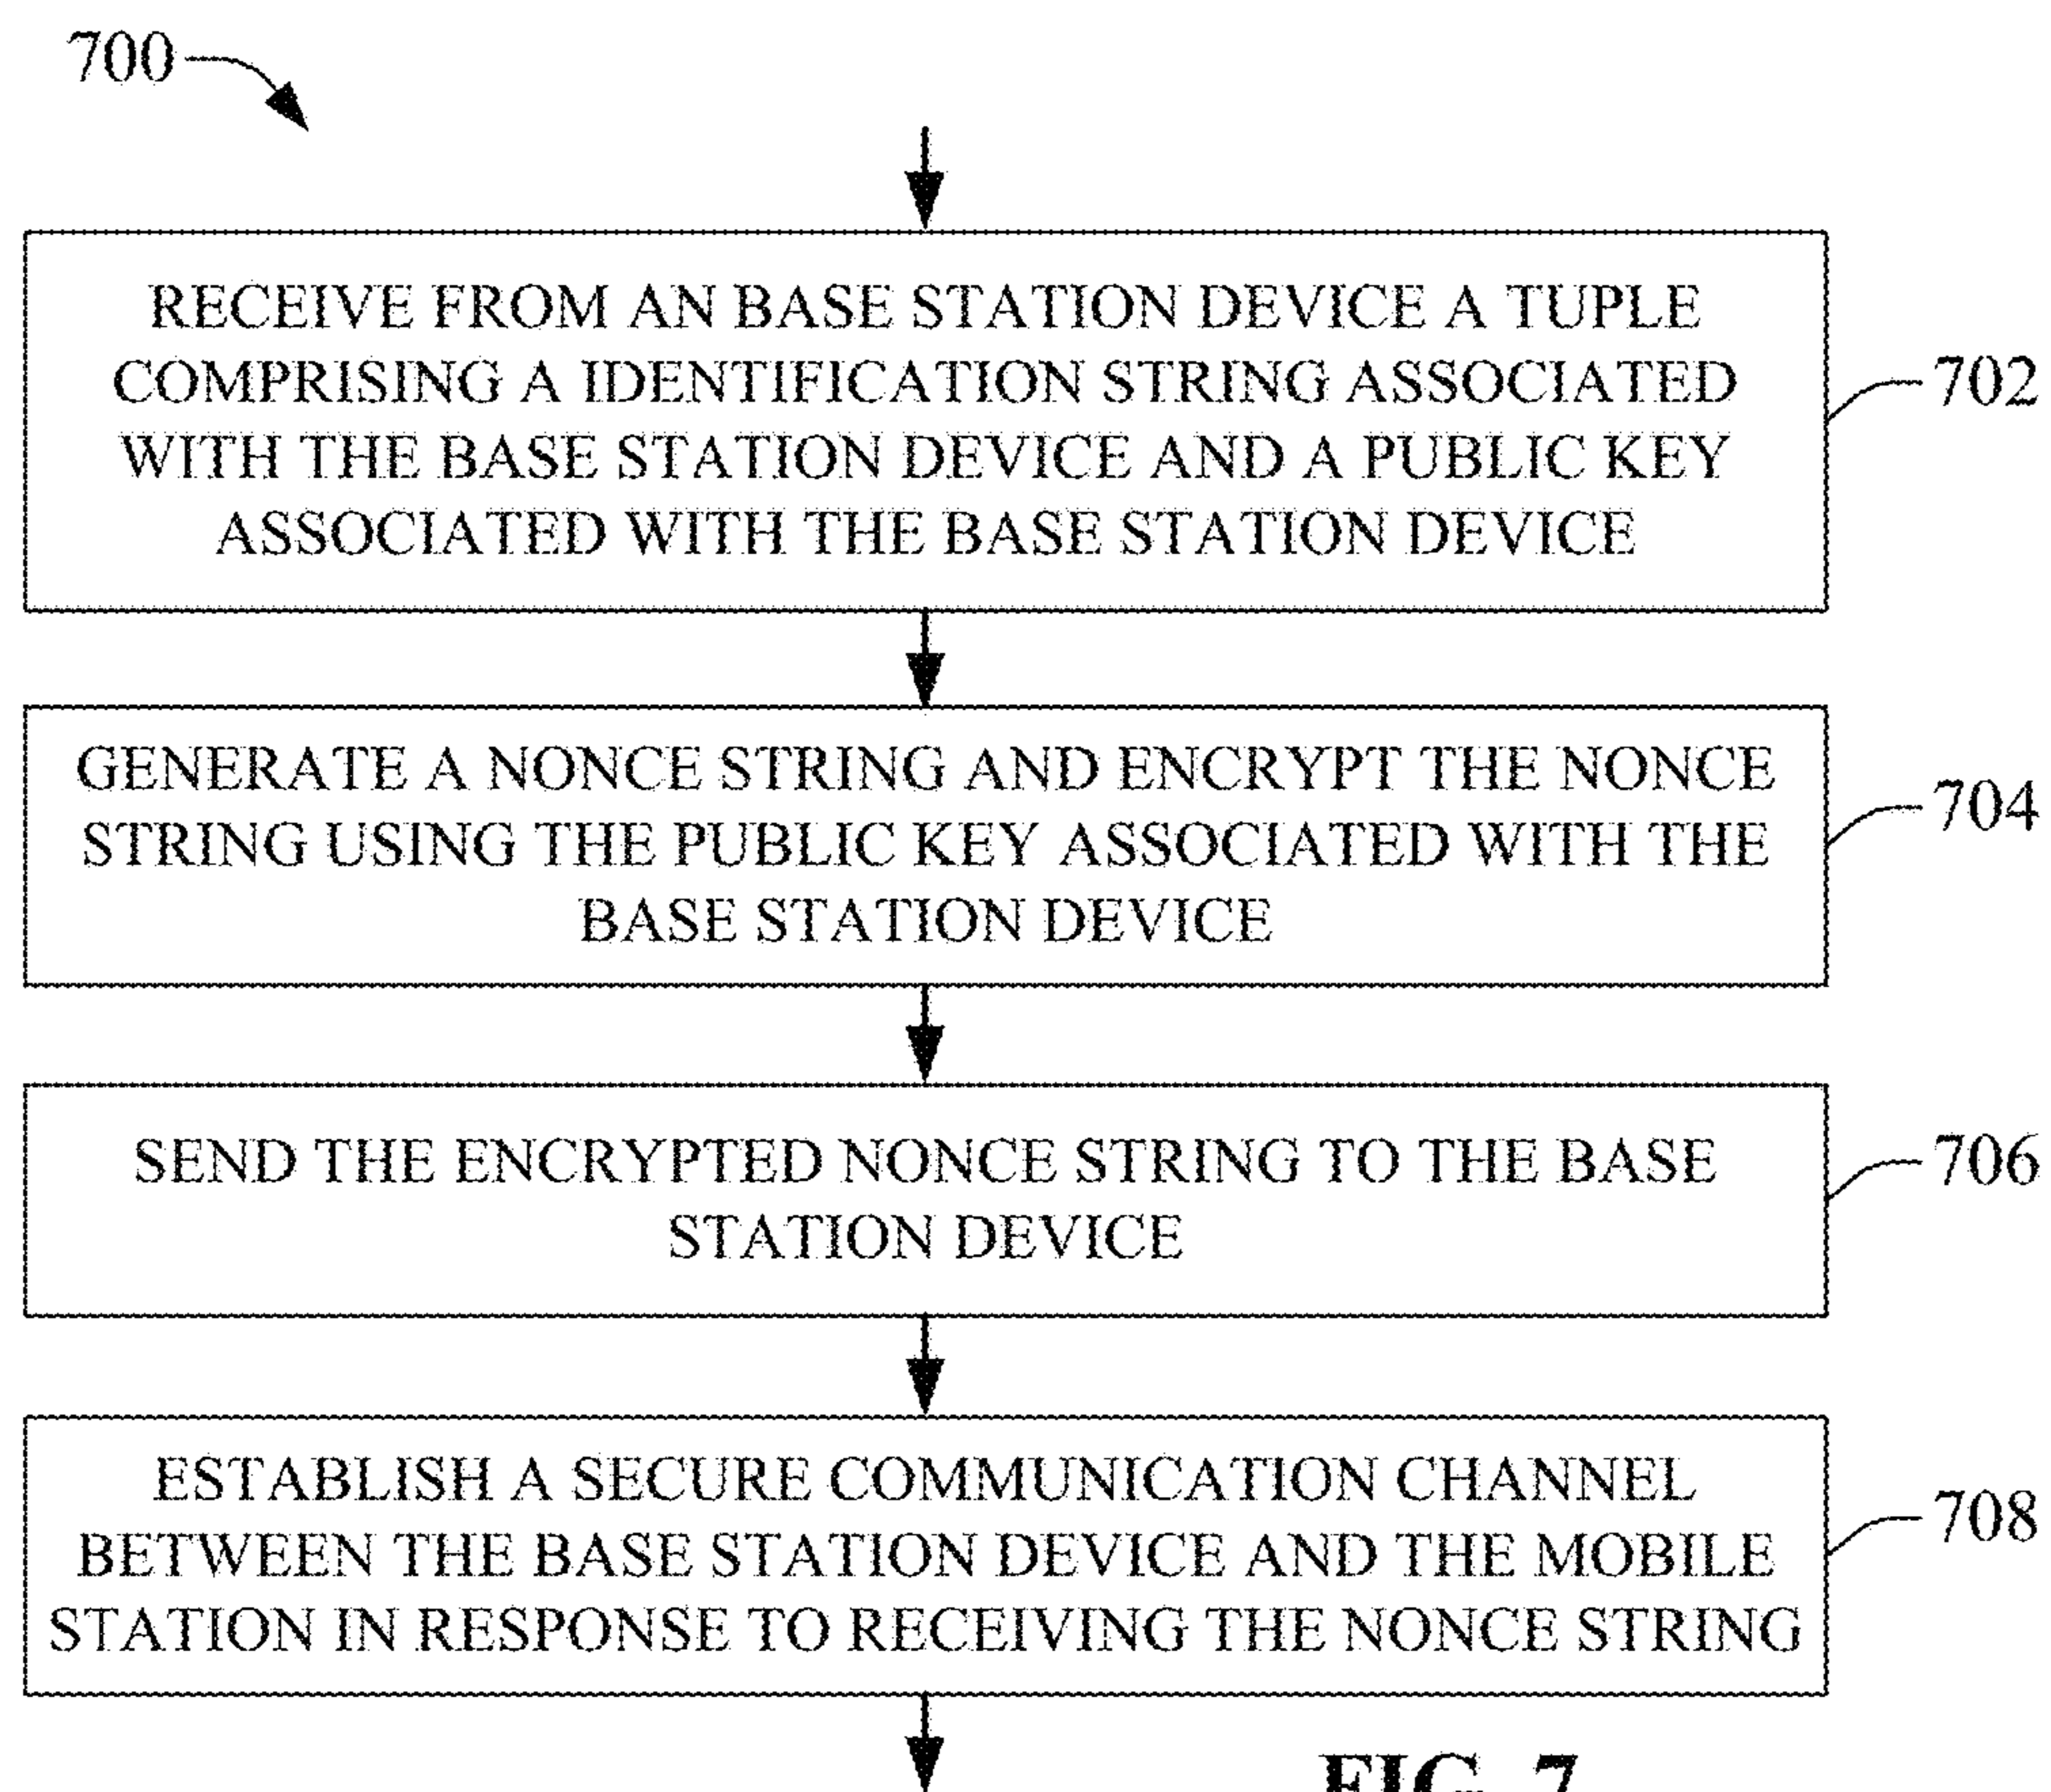 700
RECEIVE FROM AN BASE STATION DEVICE A TUPLE
COMPRISING A IDENTIFICATION STRING ASSOCIATED
WITH THE BASE STATION DEVICE AND A PUBLIC KEY
ASSOCIATED WITH THE BASE STATION DEVICE
702
GENERATE A NONCE STRING AND ENCRYPT THE NONCE
STRING USING THE PUBLIC KEY ASSOCIATED WITH THE
BASE STATION DEVICE
704
SEND THE ENCRYPTED NONCE STRING TO THE BASE
STATION DEVICE
706
ESTABLISH A SECURE COMMUNICATION CHANNEL
BETWEEN THE BASE STATION DEVICE AND THE MOBILE
STATION IN RESPONSE TO RECEIVING THE NONCE STRING
708
FIG. 7